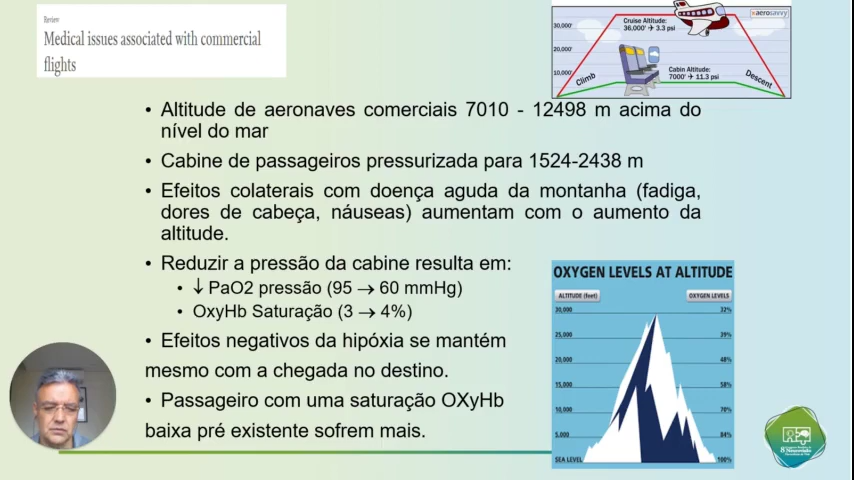 Review
Medical issues associated with commercial
flights
aerosavvy
30,000'
20,000'
10,000'
Cruise Altitude:
36,000' ✈ 3.3 psi
Cabin Altitude:
7000' ✈ 11.3 psi
Climb
Descent
• Altitude de aeronaves comerciais 7010 - 12498 m acima do
nível do mar
• Cabine de passageiros pressurizada para 1524-2438 m
• Efeitos colaterais com doença aguda da montanha (fadiga,
dores de cabeça, náuseas) aumentam com o aumento da
altitude.
• Reduzir a pressão da cabine resulta em:
• ↓ PaO2 pressão (95 → 60 mmHg)
• OxyHb Saturação (3 → 4%)
• Efeitos negativos da hipóxia se mantém
mesmo com a chegada no destino.
• Passageiro com uma saturação OXyHb
baixa pré existente sofrem mais.
OXYGEN LEVELS AT ALTITUDE
ALTITUDE (feet) OXYGEN LEVELS
30,000 32%
25,000 39%
20,000 48%
15,000 58%
10,000 70%
5,000 84%
SEA LEVEL 100%